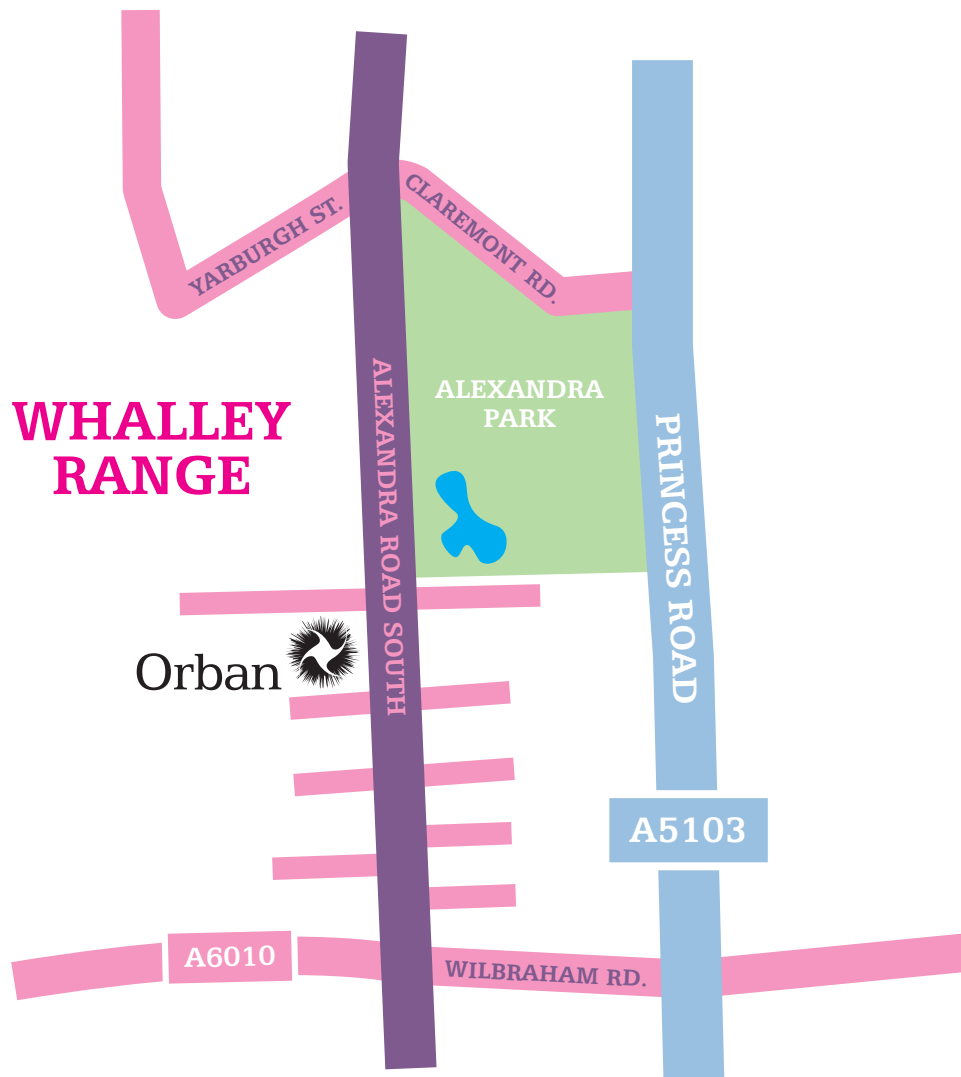 YARBURGH ST.
CLAREMONT RD.
ALEXANDRA
PARK
WHALLEY
RANGE
ALEXANDRA ROAD SOUTH
PRINCESS ROAD
Orban
A5103
A6010
WILBRAHAM RD.